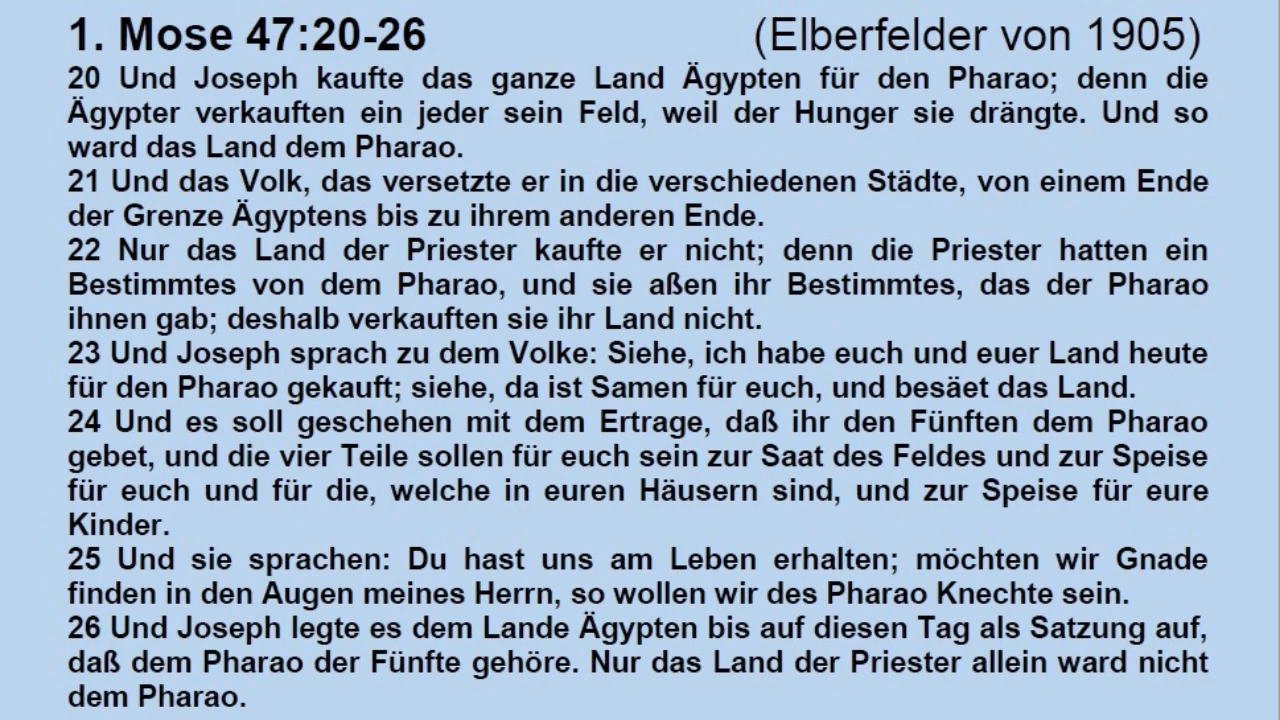 1. Mose 47:20-26 (Elberfelder von 1905)
20 Und Joseph kaufte das ganze Land Ägypten für den Pharao; denn die
Ägypter verkauften ein jeder sein Feld, weil der Hunger sie drängte. Und so
ward das Land dem Pharao.
21 Und das Volk, das versetzte er in die verschiedenen Städte, von einem Ende
der Grenze Ägyptens bis zu ihrem anderen Ende.
22 Nur das Land der Priester kaufte er nicht; denn die Priester hatten ein
Bestimmtes von dem Pharao, und sie aßen ihr Bestimmtes, das der Pharao
ihnen gab; deshalb verkauften sie ihr Land nicht.
23 Und Joseph sprach zu dem Volke: Siehe, ich habe euch und euer Land heute
für den Pharao gekauft; siehe, da ist Samen für euch, und besäet das Land.
24 Und es soll geschehen mit dem Ertrage, daß ihr den Fünften dem Pharao
gebet, und die vier Teile sollen für euch sein zur Saat des Feldes und zur Speise
für euch und für die, welche in euren Häusern sind, und zur Speise für eure
Kinder.
25 Und sie sprachen: Du hast uns am Leben erhalten; möchten wir Gnade
finden in den Augen meines Herrn, so wollen wir des Pharao Knechte sein.
26 Und Joseph legte es dem Lande Ägypten bis auf diesen Tag als Satzung auf,
daß dem Pharao der Fünfte gehöre. Nur das Land der Priester allein ward nicht
dem Pharao.